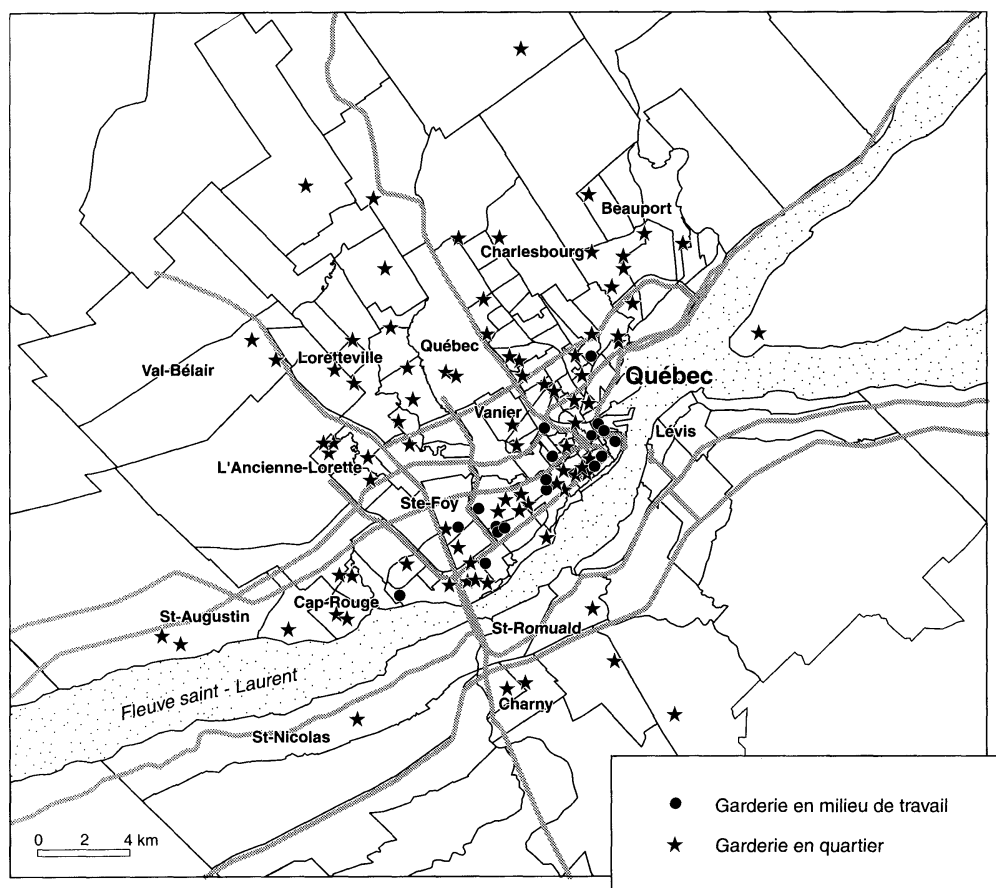 Beauport
Charlesbourg
Québec
Loretteville
Val-Bélair
Québec
Vanier
Lévis
L'Ancienne-Lorette
Ste-Foy
Cap-Rouge
St-Augustin
St-Romuald
Fleuve saint - Laurent
Charny
St-Nicolas
Garderie en milieu de travail
0 2 4 km
Garderie en quartier